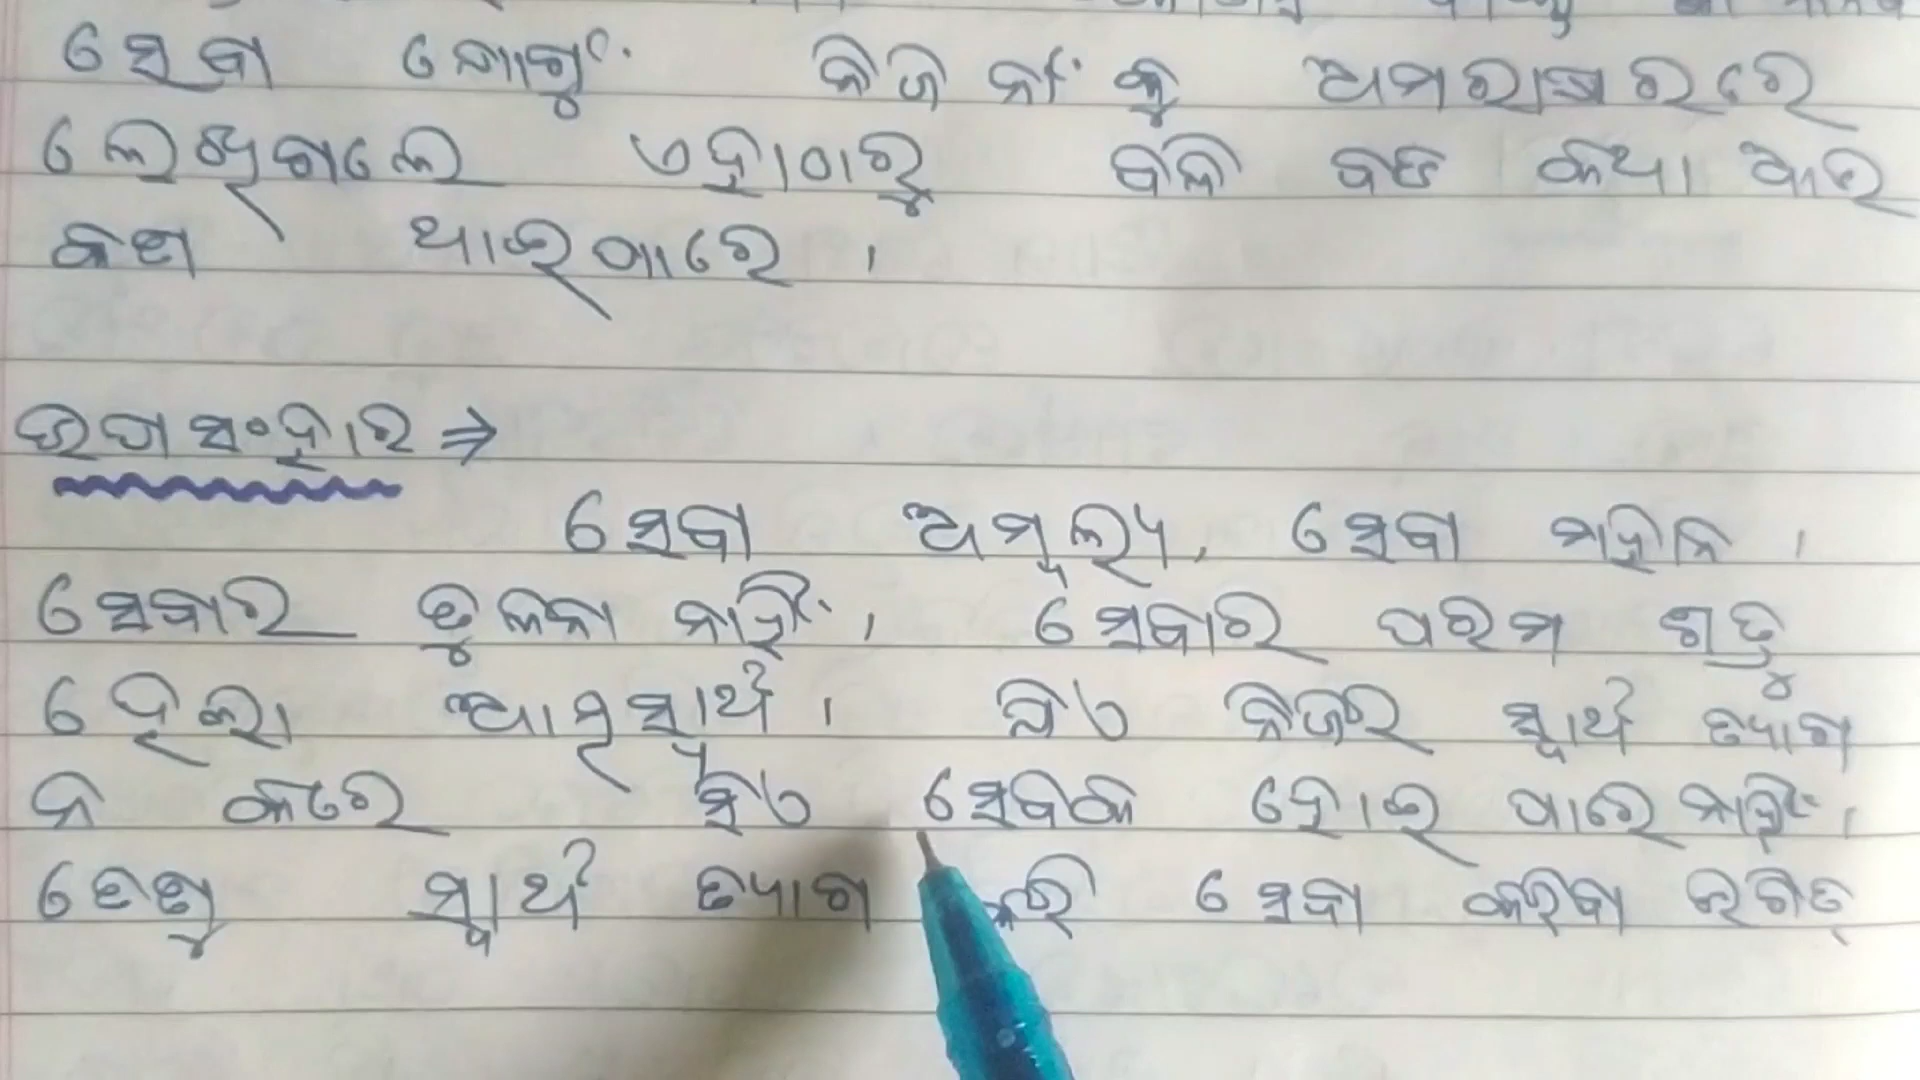 ସେବା ଯୋଗୁଁ ନିଜ ନାଁ କୁ ଅମରାକ୍ଷରରେ
ଲେଖିଗଲେ ଏହାଠାରୁ ବଳି ବଡ କଥା ଆଉ
କଣ ଥାଇପାରେ ।
ଉପସଂହାର ⇒
ସେବା ଅମୂଲ୍ୟ, ସେବା ମହାନ ।
ସେବାର ତୁଳନା ନାହିଁ । ସେବାର ପରମ ଶତ୍ରୁ
ହେଲା ଆତ୍ମସ୍ୱାର୍ଥ । ଯିଏ ନିଜର ସ୍ୱାର୍ଥ ତ୍ୟାଗ
ନ କରେ ସିଏ ସେବକ ହୋଇ ପାରେ ନାହିଁ ।
ତେଣୁ ସ୍ୱାର୍ଥ ତ୍ୟାଗ କରି ସେବା କରିବା ଉଚିତ୍